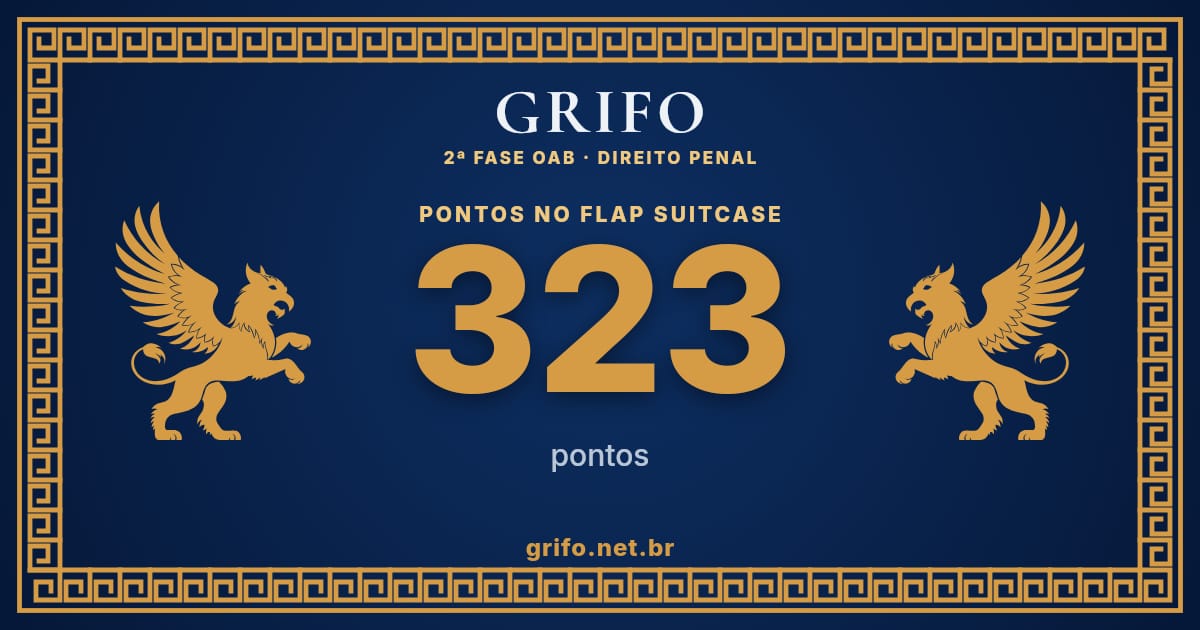 GRIFO
2ª FASE OAB · DIREITO PENAL
PONTOS NO FLAP SUITCASE
323
pontos
grifo.net.br